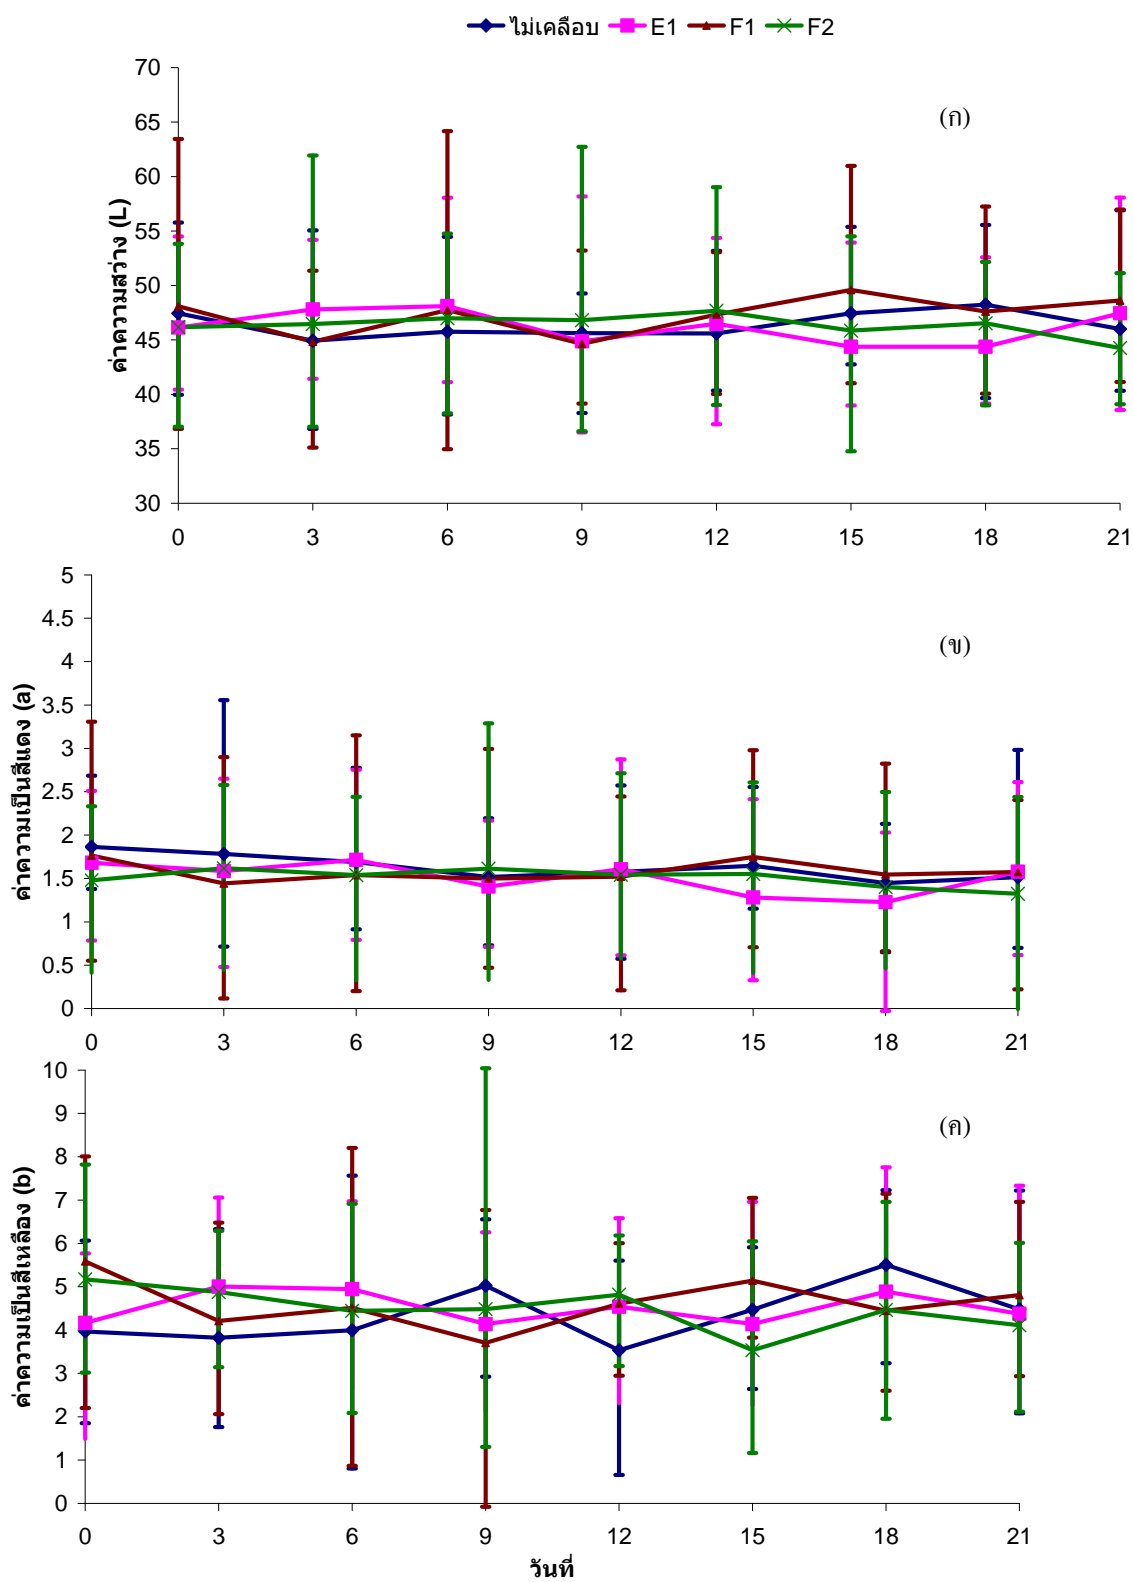 ไม่เคลือบ E1 F1 F2
(ก)
ค่าความสว่าง (L)
70
65
60
55
50
45
40
35
30
0 3 6 9 12 15 18 21
(ข)
ค่าความเป็นสีแดง (a)
5
4.5
4
3.5
3
2.5
2
1.5
1
0.5
0
0 3 6 9 12 15 18 21
(ค)
ค่าความเป็นสีเหลือง (b)
10
9
8
7
6
5
4
3
2
1
0
0 3 6 9 12 15 18 21
วันที่